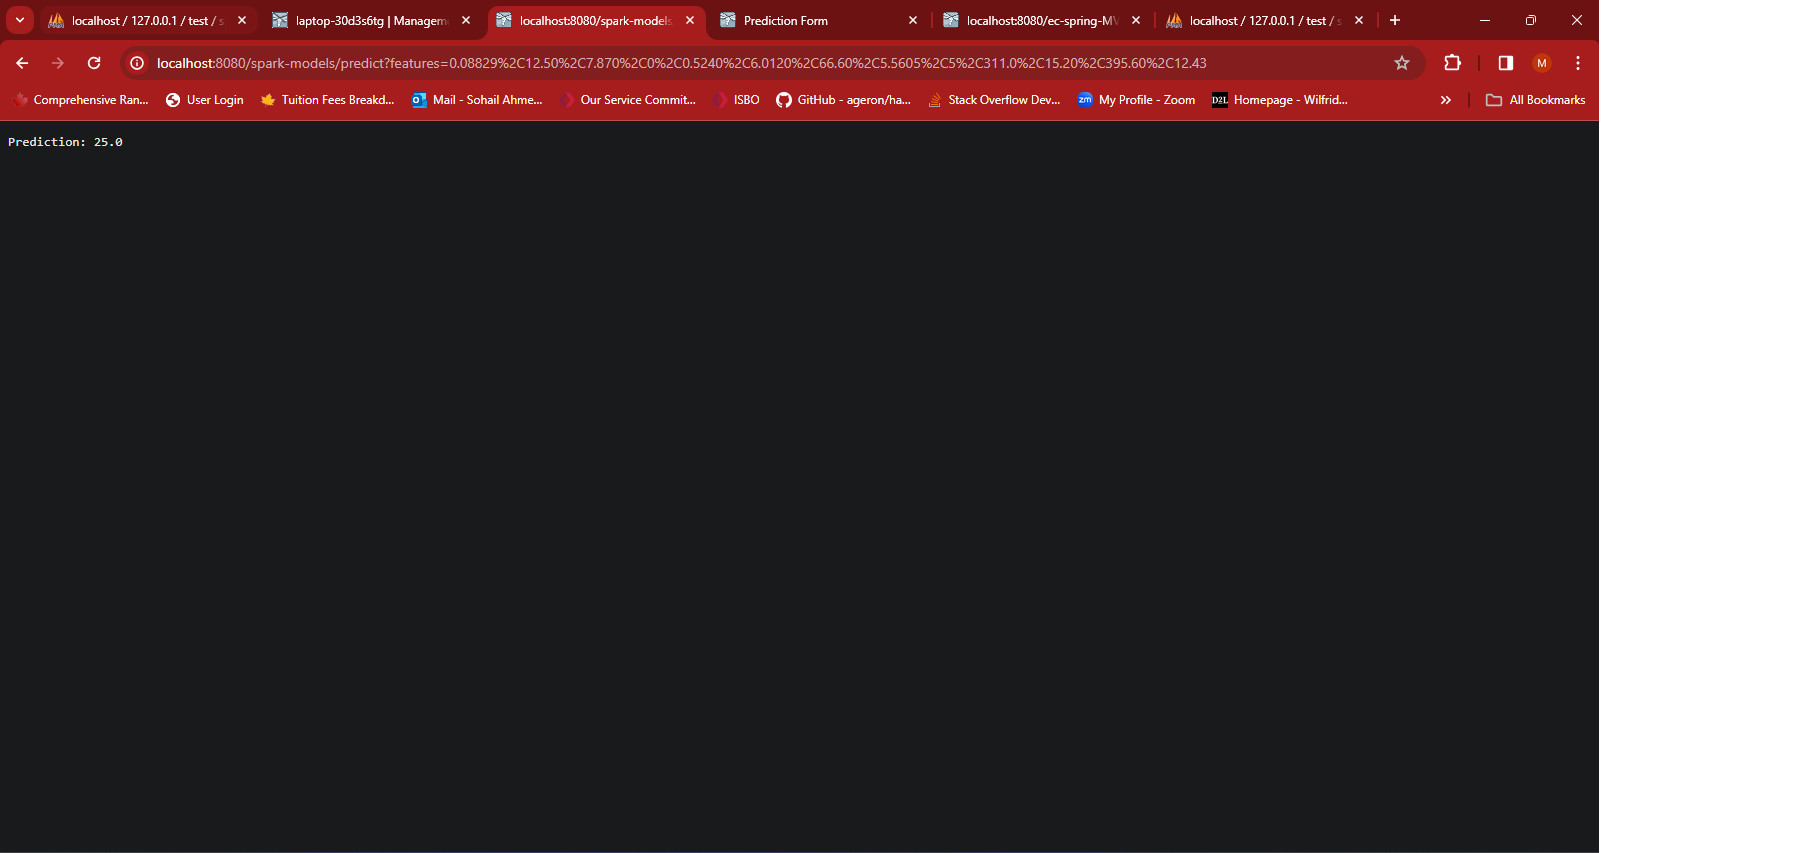 localhost / 127.0.0.1 / test / s
laptop-30d3s6tg | Managem
localhost:8080/spark-models
Prediction Form
localhost:8080/ec-spring-MV
localhost / 127.0.0.1 / test / s
localhost:8080/spark-models/predict?features=0.08829%2C12.50%2C7.870%2C0%2C0.5240%2C6.0120%2C66.60%2C5.5605%2C5%2C311.0%2C15.20%2C395.60%2C12.43
M
Comprehensive Ran...
User Login
Tuition Fees Breakd...
Mail - Sohail Ahme...
Our Service Commit...
ISBO
GitHub - ageron/ha...
Stack Overflow Dev...
zm My Profile - Zoom
D2L Homepage - Wilfrid...
All Bookmarks
Prediction: 25.0